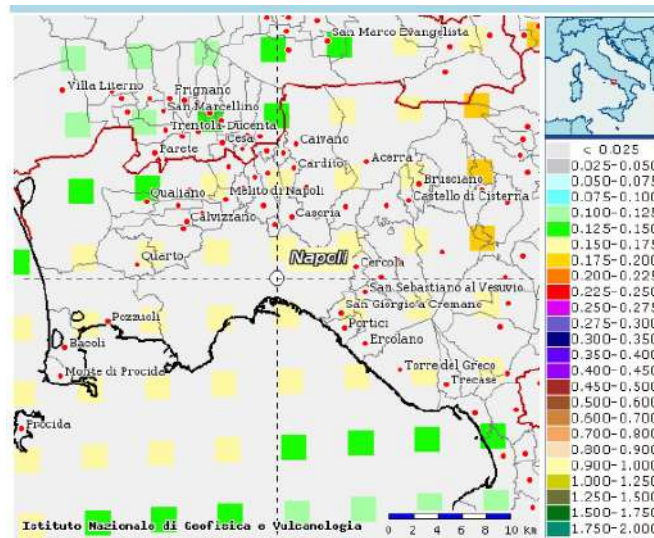 San Marco Evangelista
Villa Literno
Frignano
San Marcellino
Trentola-Ducenta
Cesa
Caivano
Parete
Cardito
Acerra
Brusciano
Qualiano
Melito di Napoli
Castello di Cisterna
Calvizzano
Casoria
Quarto
Napoli
Cercola
San Sebastiano al Vesuvio
San Giorgio a Cremano
Pozzuoli
Portici
Bacoli
Ercolano
Monte di Procida
Torre del Greco
Trecase
Procida
Istituto Nazionale di Geofisica e Vulcanologia
0 2 4 6 8 10 km
< 0.025
0.025-0.050
0.050-0.075
0.075-0.100
0.100-0.125
0.125-0.150
0.150-0.175
0.175-0.200
0.200-0.225
0.225-0.250
0.250-0.275
0.275-0.300
0.300-0.350
0.350-0.400
0.400-0.450
0.450-0.500
0.500-0.600
0.600-0.700
0.700-0.800
0.800-0.900
0.900-1.000
1.000-1.250
1.250-1.500
1.500-1.750
1.750-2.000